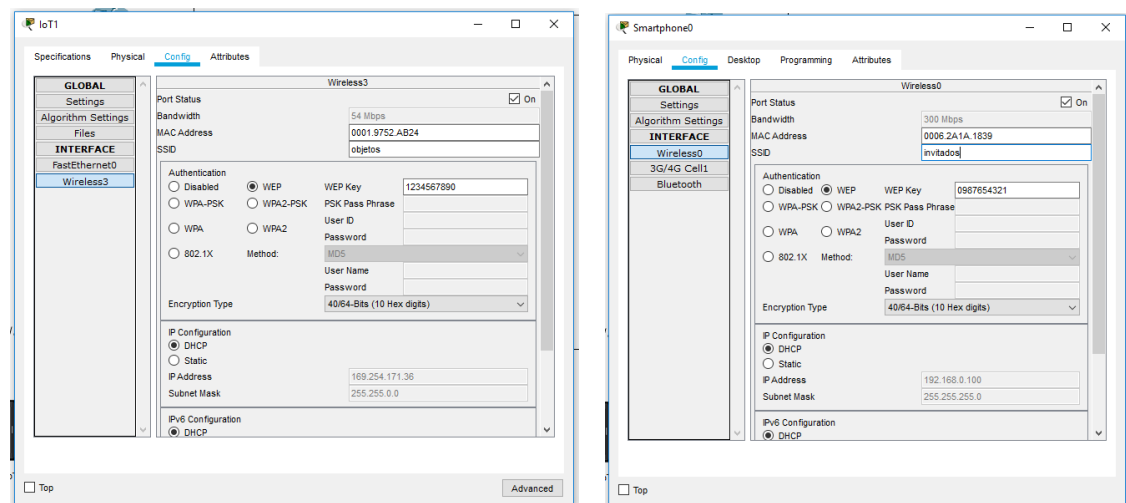 IoT1
Specifications Physical Config Attributes
GLOBAL
Settings
Algorithm Settings
Files
INTERFACE
FastEthernet0
Wireless3
Wireless3
Port Status On
Bandwidth 54 Mbps
MAC Address 0001.9752.AB24
SSID objetos
Authentication
Disabled WEP WEP Key 1234567890
WPA-PSK WPA2-PSK PSK Pass Phrase
User ID
WPA WPA2
Password
802.1X Method: MD5
User Name
Password
Encryption Type 40/64-Bits (10 Hex digits)
IP Configuration
DHCP
Static
IP Address 169.254.171.36
Subnet Mask 255.255.0.0
IPv6 Configuration
DHCP
Top Advanced
Smartphone0
Physical Config Desktop Programming Attributes
GLOBAL
Settings
Algorithm Settings
INTERFACE
Wireless0
3G/4G Cell1
Bluetooth
Wireless0
Port Status On
Bandwidth 300 Mbps
MAC Address 0006.2A1A.1839
SSID invitados
Authentication
Disabled WEP WEP Key 0987654321
WPA-PSK WPA2-PSK PSK Pass Phrase
User ID
WPA WPA2
Password
802.1X Method: MD5
User Name
Password
Encryption Type 40/64-Bits (10 Hex digits)
IP Configuration
DHCP
Static
IP Address 192.168.0.100
Subnet Mask 255.255.255.0
IPv6 Configuration
DHCP
Top